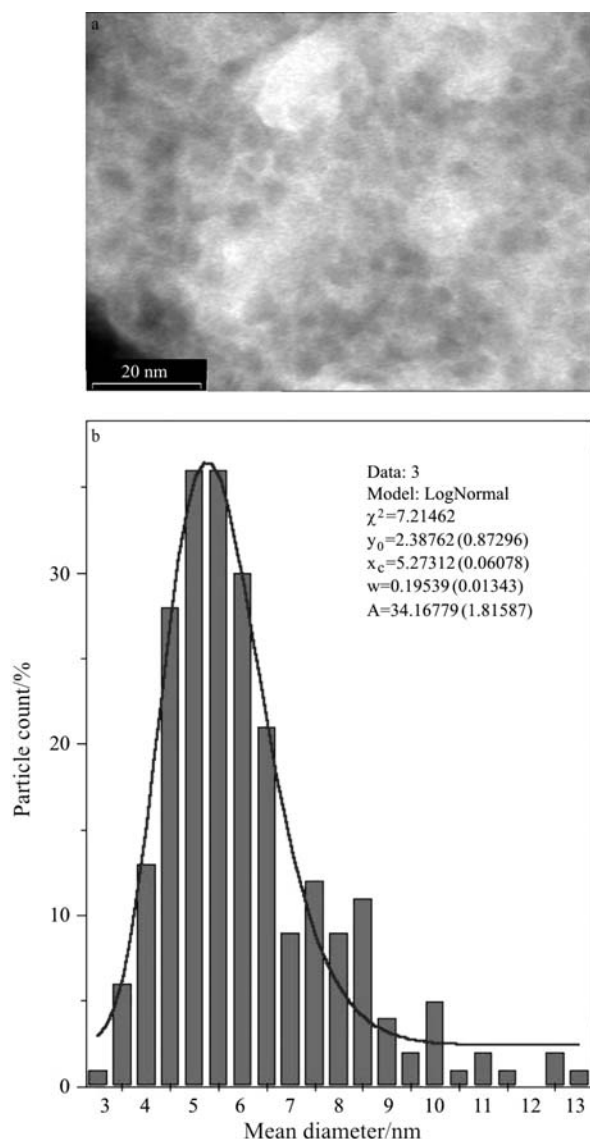 a
20 nm
b
Data: 3
Model: LogNormal
χ²=7.21462
y₀=2.38762 (0.87296)
x_c=5.27312 (0.06078)
w=0.19539 (0.01343)
A=34.16779 (1.81587)
Particle count/%
30
20
10
0
3 4 5 6 7 8 9 10 11 12 13
Mean diameter/nm